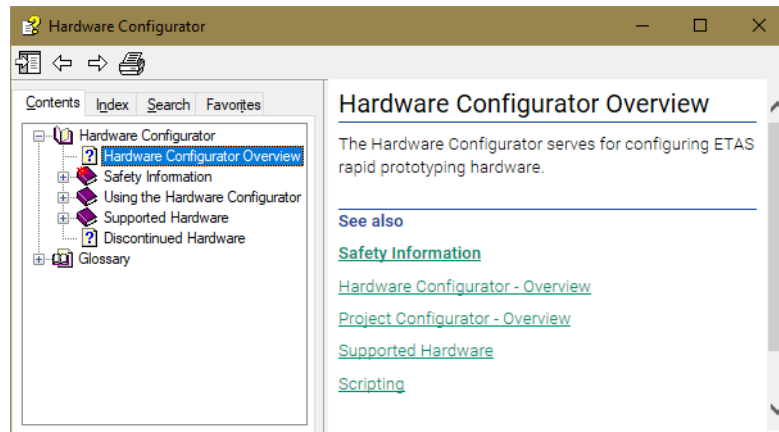 Hardware Configurator
Contents Index Search Favorites
Hardware Configurator
Hardware Configurator Overview
Safety Information
Using the Hardware Configurator
Supported Hardware
Discontinued Hardware
Glossary
Hardware Configurator Overview
The Hardware Configurator serves for configuring ETAS
rapid prototyping hardware.
See also
Safety Information
Hardware Configurator - Overview
Project Configurator - Overview
Supported Hardware
Scripting